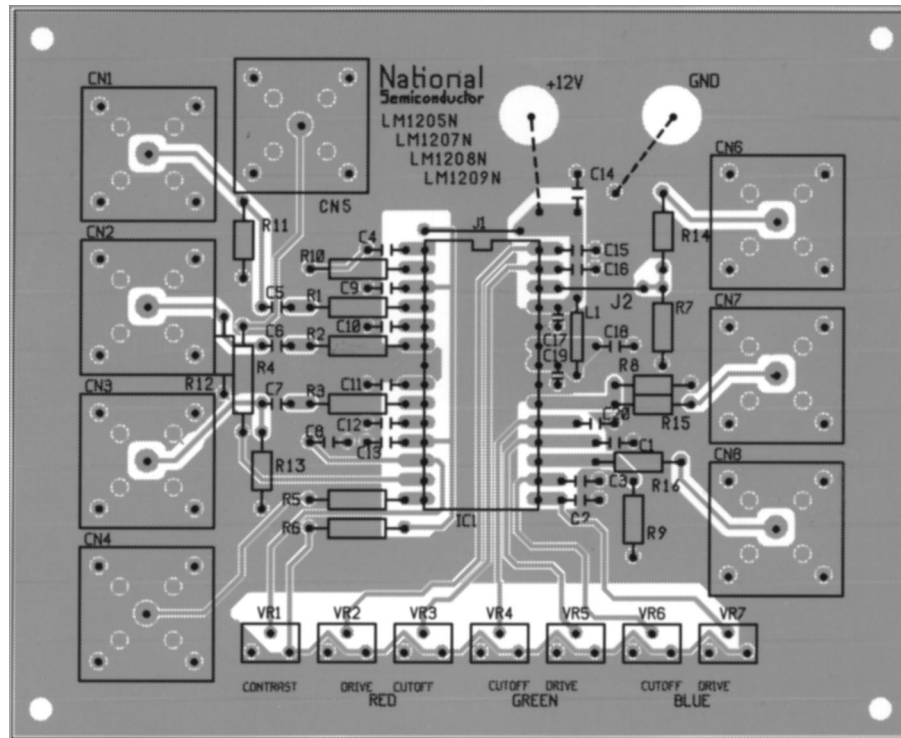 CN1
National
Semiconductor
+12V
GND
LM1205N
LM1207N
LM1208N
LM1209N
CN6
C14
CN5
R11
CN2
C4
J1
R14
R10
C15
C16
C9
C5
R1
J2
L1
R7
CN7
C10
C6
R2
C17
C18
C19
R4
R8
R12
CN3
C7
R3
C11
R15
C12
C20
C8
C13
C1
CN8
R13
C3
R16
R5
C2
IC1
R6
R9
CN4
VR1 VR2 VR3 VR4 VR5 VR6 VR7
CONTRAST DRIVE CUTOFF CUTOFF DRIVE CUTOFF DRIVE
RED GREEN BLUE